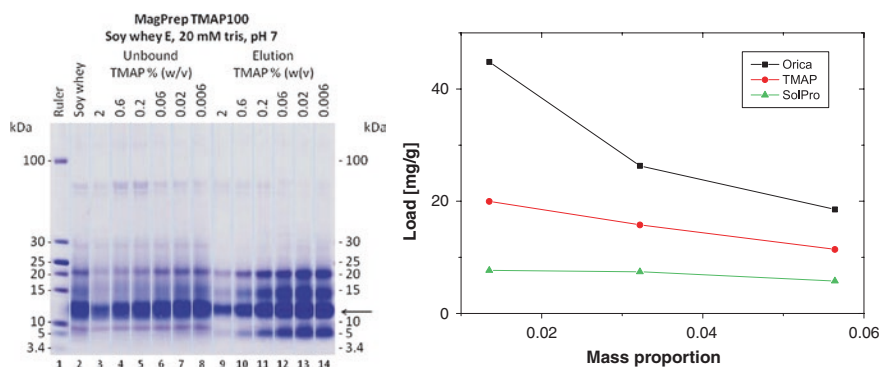 MagPrep TMAP100
Soy whey E, 20 mM tris, pH 7
Unbound Elution
TMAP % (w/v) TMAP % (w(v)
Ruler Soy whey 2 0.6 0.2 0.06 0.02 0.006 2 0.6 0.2 0.06 0.02 0.006
kDa kDa
100 - - 100
30 - - 30
25 - - 25
20 - - 20
15 - - 15
10 - - 10
5 - - 5
3.4 - - 3.4
1 2 3 4 5 6 7 8 9 10 11 12 13 14
Orica
TMAP
SolPro
Load [mg/g]
40
20
0
0.02 0.04 0.06
Mass proportion